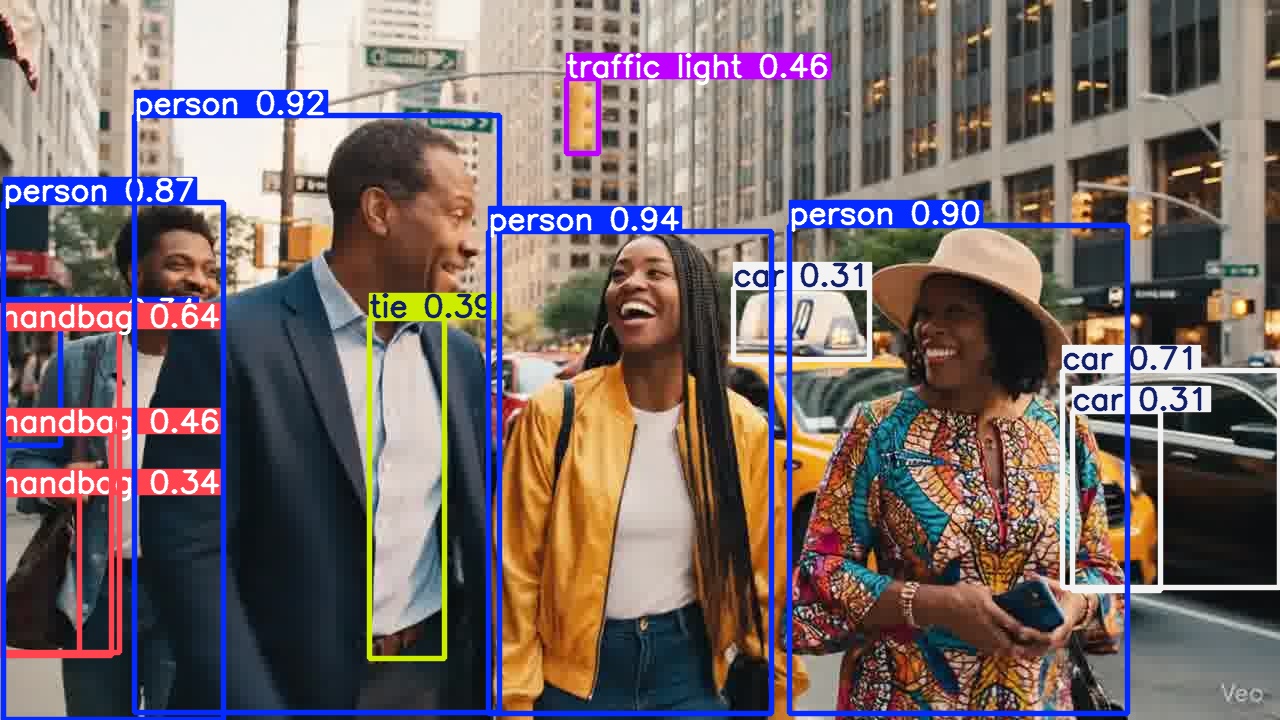 traffic light 0.46
person 0.92
person 0.87
person 0.94
person 0.90
car 0.31
tie 0.39
handbag 0.64
car 0.71
car 0.31
handbag 0.46
handbag 0.34
Veo